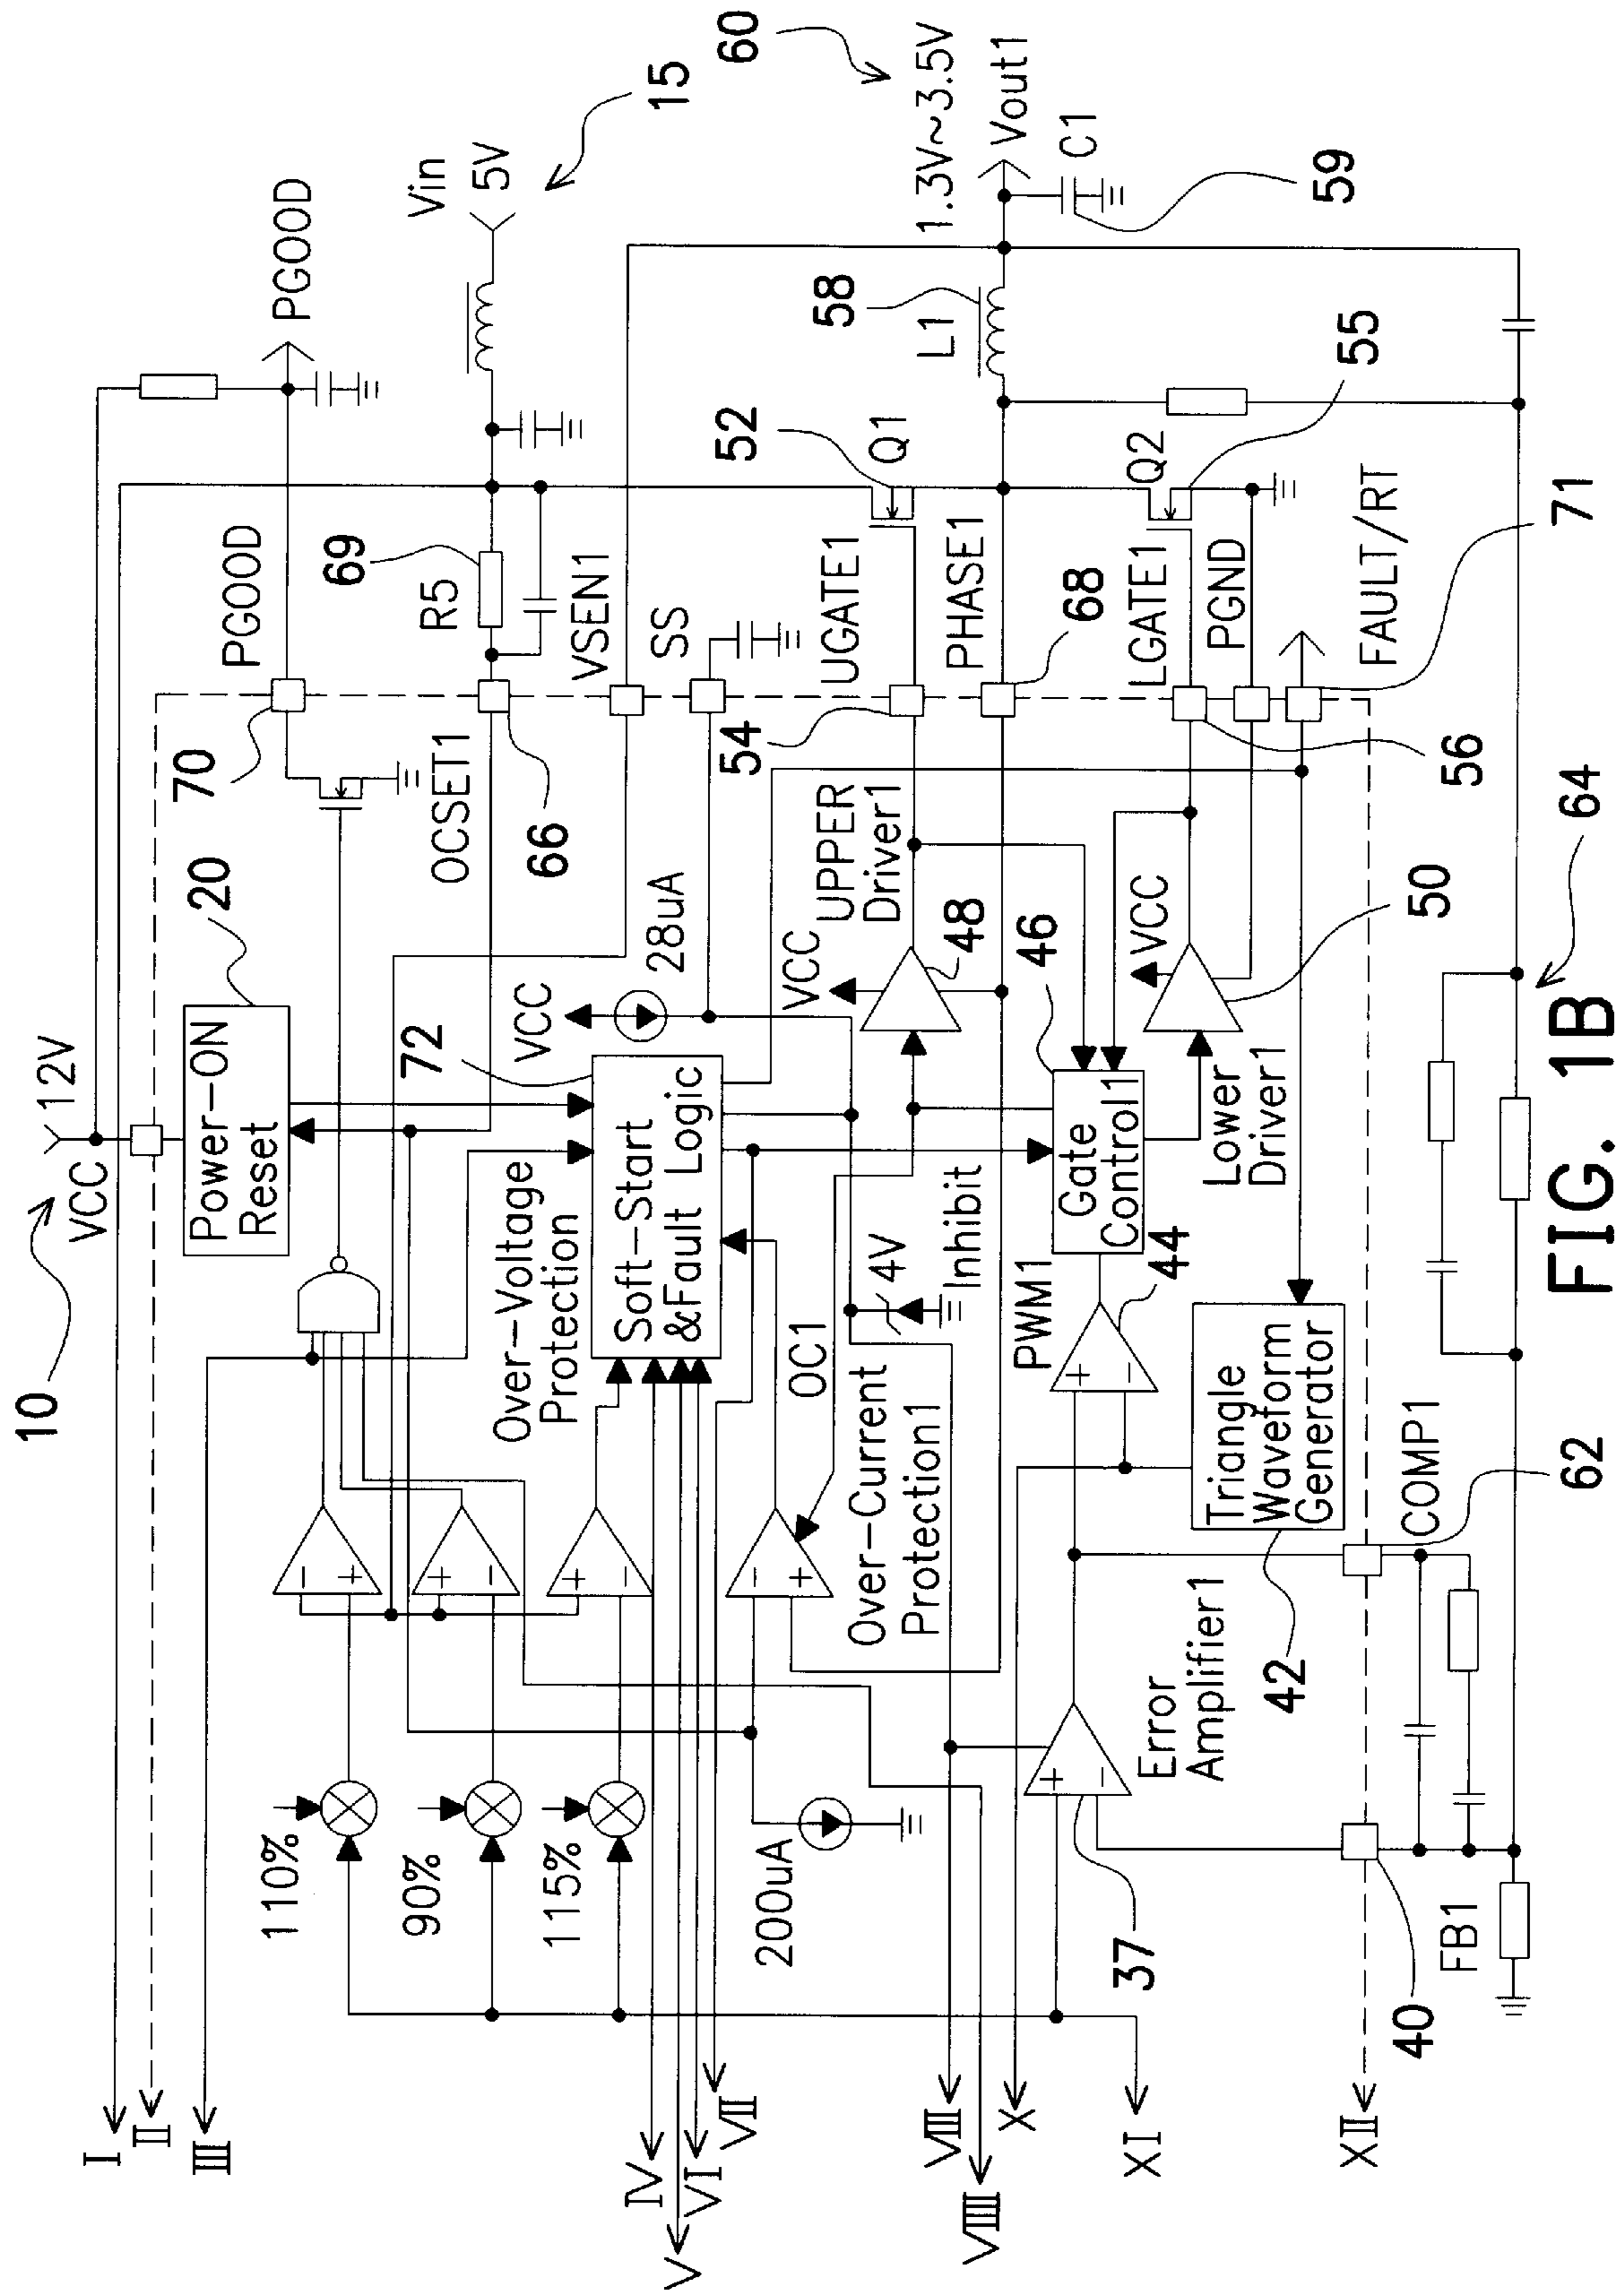 10
VCC
12V
PGOOD
15
Vin
5V
60
1.3V~3.5V
Vout1
C1
59
I
II
III
20
Power-ON
Reset
70
PGOOD
69
R5
OCSET1
66
VSEN1
SS
28uA
VCC
72
Soft-Start
&Fault Logic
Over-Voltage
Protection
110%
90%
115%
200uA
OC1
Over-Current
Protection1
4V
Inhibit
IV
V
VI
VII
VCC
UPPER
Driver1
48
54
UGATE1
52
Q1
PHASE1
68
58
L1
46
Gate
Control1
VCC
Lower
Driver1
50
LGATE1
56
Q2
55
PGND
FAULT/RT
71
PWM1
44
Triangle
Waveform
Generator
42
Error
Amplifier1
37
COMP1
62
FB1
40
64
VIII
VIIII
X
XI
XII
FIG. 1B